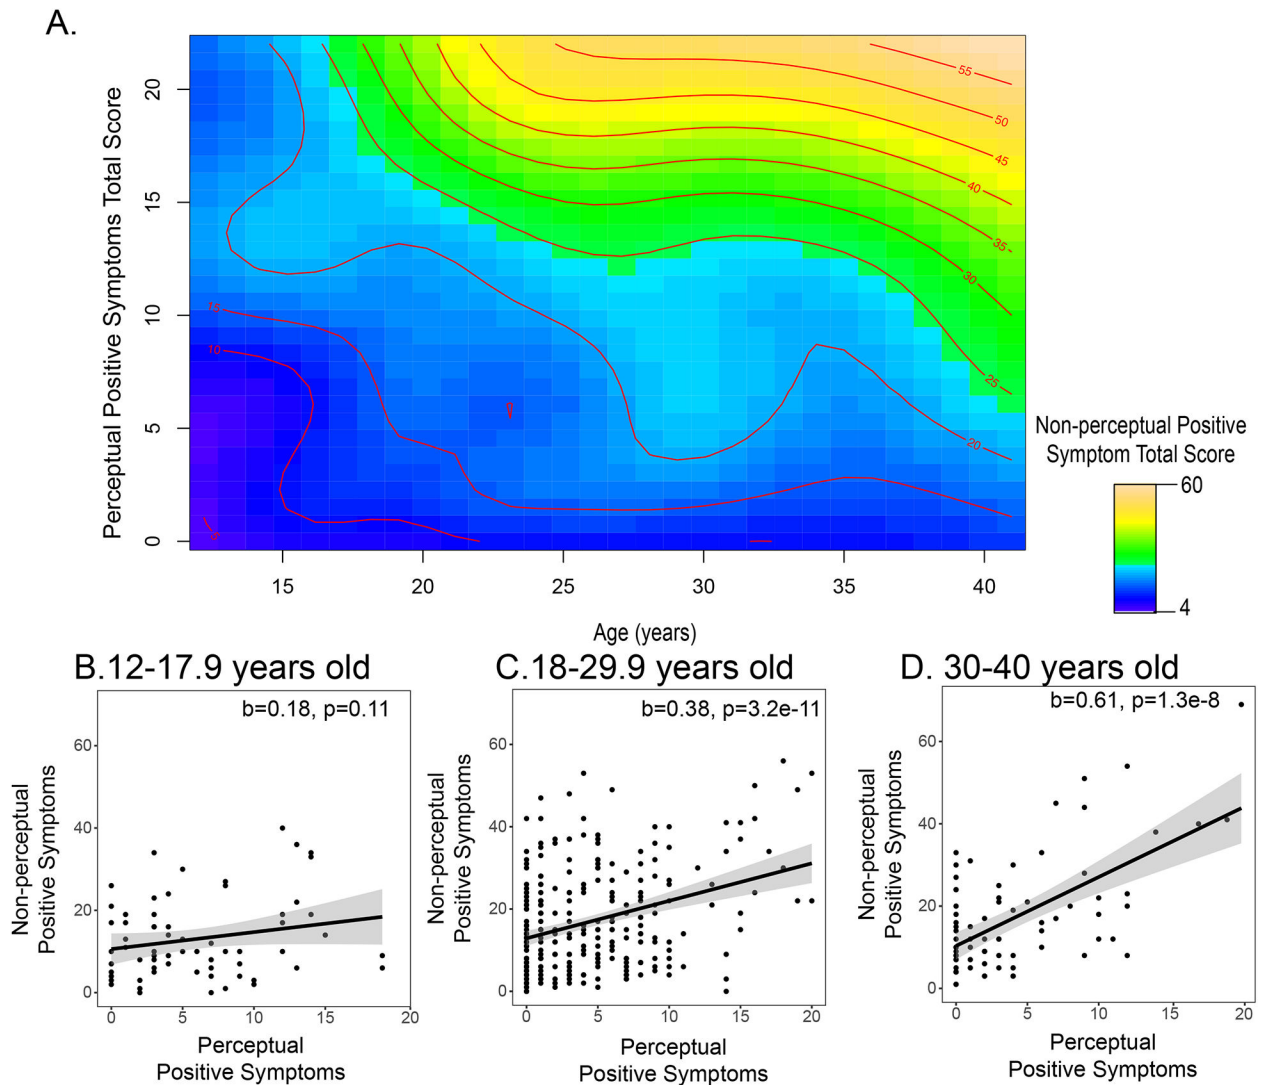 A.
Perceptual Positive Symptoms Total Score
20
15
10
5
0
55
50
45
40
35
30
25
20
15
10
15
20
25
30
35
40
Age (years)
Non-perceptual Positive
Symptom Total Score
60
4
B.12-17.9 years old
b=0.18, p=0.11
Non-perceptual
Positive Symptoms
60
40
20
0
0
5
10
15
20
Perceptual
Positive Symptoms
C.18-29.9 years old
b=0.38, p=3.2e-11
Non-perceptual
Positive Symptoms
60
40
20
0
0
5
10
15
20
Perceptual
Positive Symptoms
D. 30-40 years old
b=0.61, p=1.3e-8
Non-perceptual
Positive Symptoms
60
40
20
0
0
5
10
15
20
Perceptual
Positive Symptoms